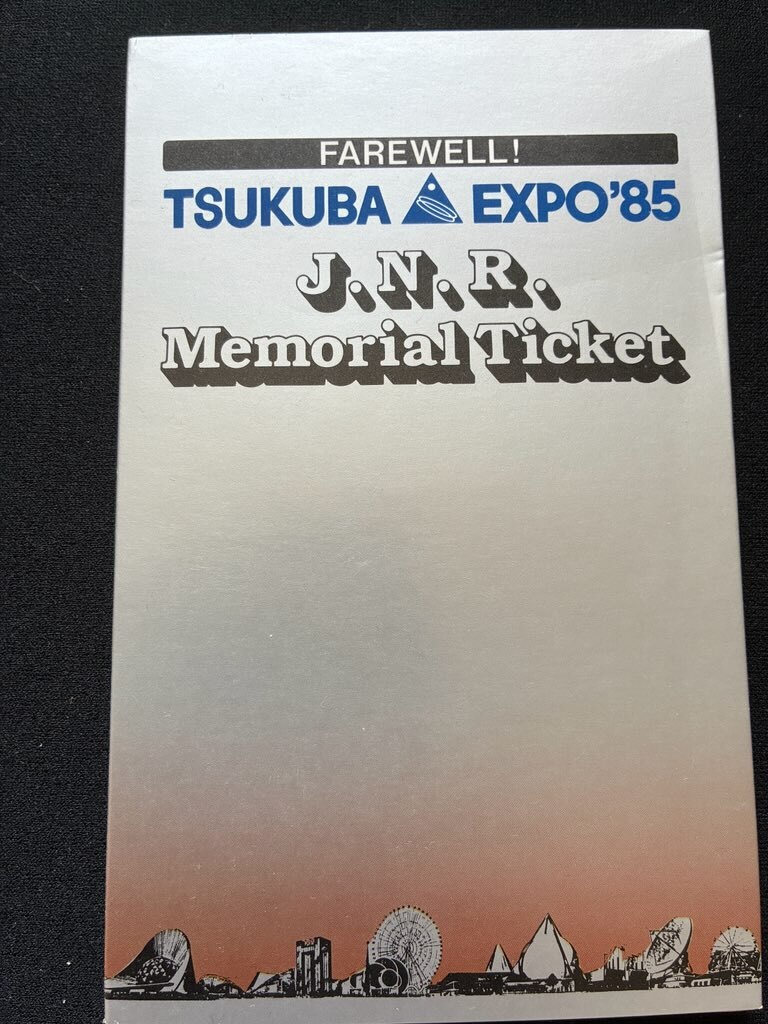 FAREWELL!
TSUKUBA EXPO'85
J.N.R.
Memorial Ticket